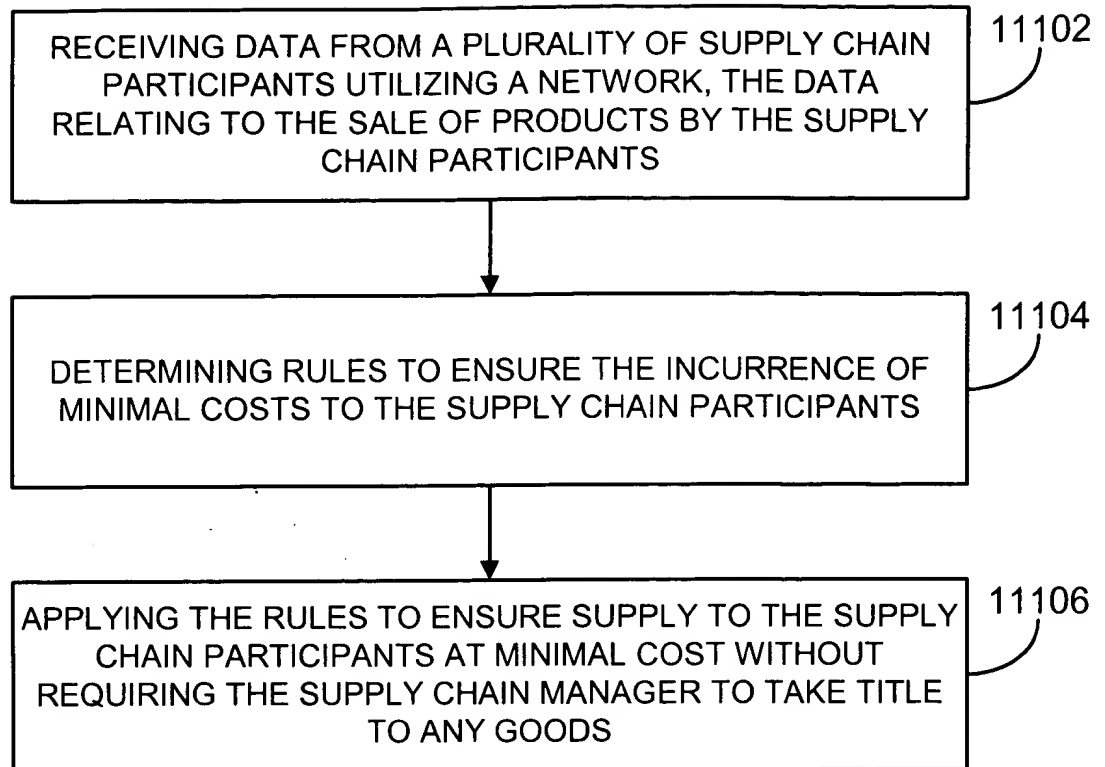 RECEIVING DATA FROM A PLURALITY OF SUPPLY CHAIN
PARTICIPANTS UTILIZING A NETWORK, THE DATA
RELATING TO THE SALE OF PRODUCTS BY THE SUPPLY
CHAIN PARTICIPANTS
11102
DETERMINING RULES TO ENSURE THE INCURRENCE OF
MINIMAL COSTS TO THE SUPPLY CHAIN PARTICIPANTS
11104
APPLYING THE RULES TO ENSURE SUPPLY TO THE SUPPLY
CHAIN PARTICIPANTS AT MINIMAL COST WITHOUT
REQUIRING THE SUPPLY CHAIN MANAGER TO TAKE TITLE
TO ANY GOODS
11106